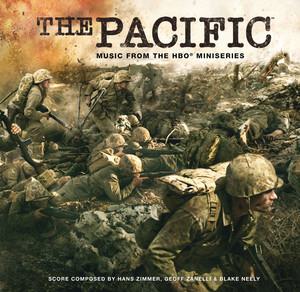 THE PACIFIC
MUSIC FROM THE HBO® MINISERIES
SCORE COMPOSED BY HANS ZIMMER, GEOFF ZANELLI & BLAKE NEELY